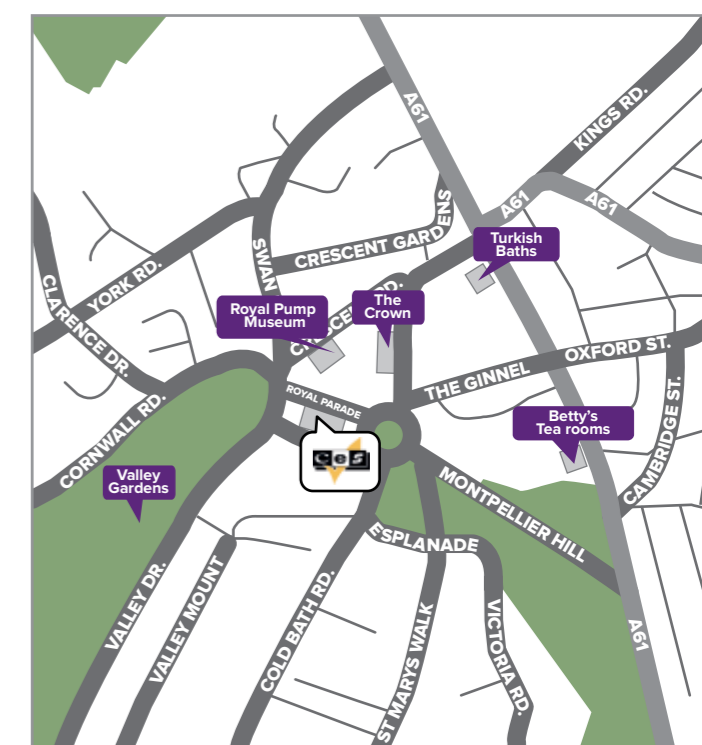 A61
KINGS RD.
A61
A61
SWAN
CRESCENT GARDENS
Turkish
Baths
YORK RD.
CLARENCE DR.
Royal Pump
Museum
The
Crown
CRESCENT RD.
ROYAL PARADE
THE GINNEL
OXFORD ST.
CORNWALL RD.
Betty's
Tea rooms
CAMBRIDGE ST.
ces
Valley
Gardens
MONTPELLIER HILL
ESPLANADE
VALLEY DR.
VALLEY MOUNT
COLD BATH RD.
ST MARYS WALK
VICTORIA RD.
A61